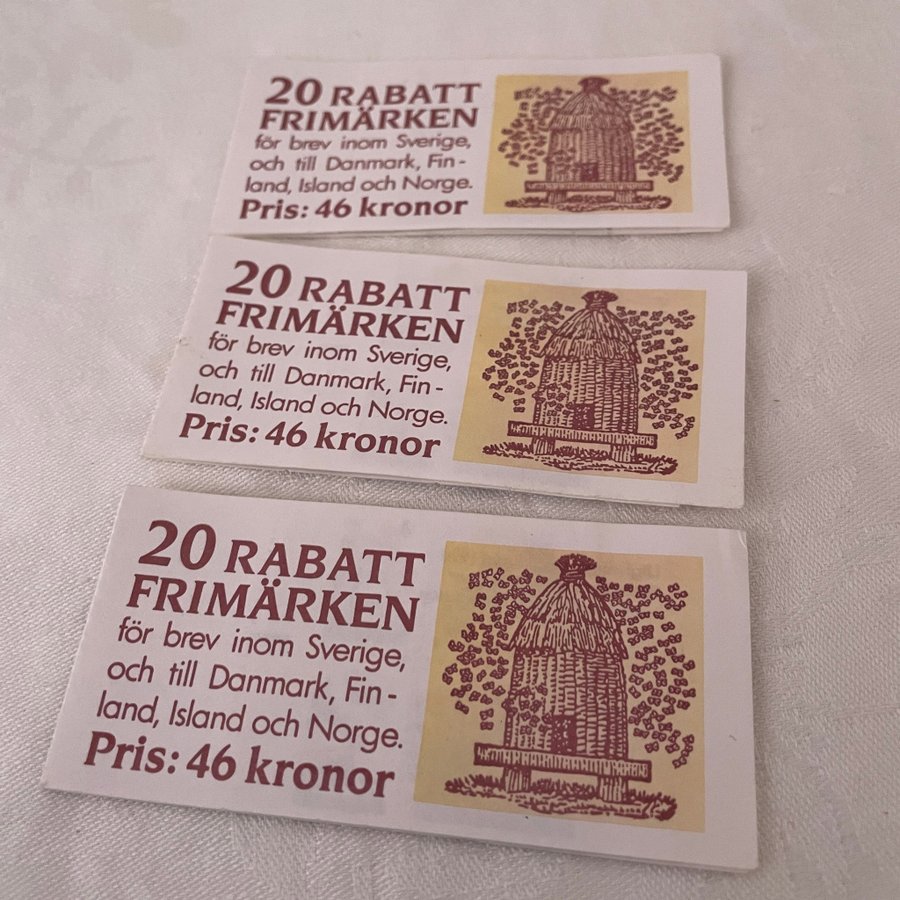 20 RABATT
FRIMÄRKEN
för brev inom Sverige,
och till Danmark, Fin-
land, Island och Norge.
Pris: 46 kronor
20 RABATT
FRIMÄRKEN
för brev inom Sverige,
och till Danmark, Fin-
land, Island och Norge.
Pris: 46 kronor
20 RABATT
FRIMÄRKEN
för brev inom Sverige,
och till Danmark, Fin-
land, Island och Norge.
Pris: 46 kronor